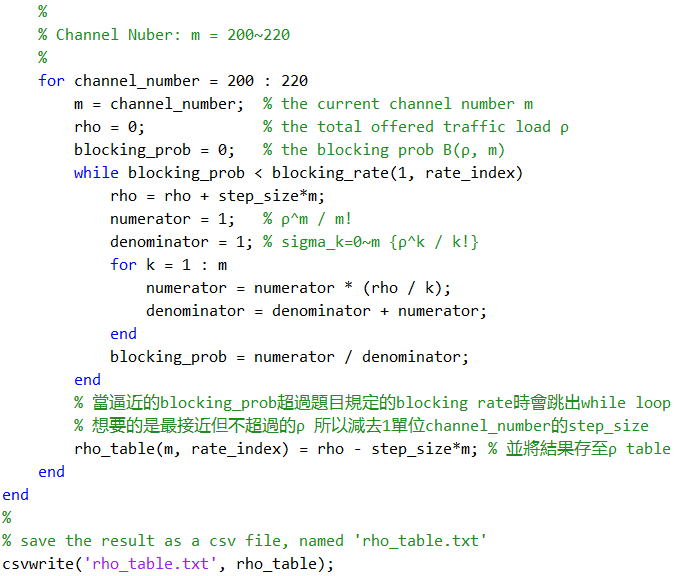 %
% Channel Nuber: m = 200~220
%
for channel_number = 200 : 220
m = channel_number;  % the current channel number m
rho = 0;             % the total offered traffic load ρ
blocking_prob = 0;   % the blocking prob B(ρ, m)
while blocking_prob < blocking_rate(1, rate_index)
rho = rho + step_size*m;
numerator = 1;   % ρ^m / m!
denominator = 1; % sigma_k=0~m {ρ^k / k!}
for k = 1 : m
numerator = numerator * (rho / k);
denominator = denominator + numerator;
end
blocking_prob = numerator / denominator;
end
% 當逼近的blocking_prob超過題目規定的blocking rate時會跳出while loop
% 想要的是最接近但不超過的ρ 所以減去1單位channel_number的step_size
rho_table(m, rate_index) = rho - step_size*m; % 並將結果存至ρ table
end
end
%
% save the result as a csv file, named 'rho_table.txt'
csvwrite('rho_table.txt', rho_table);